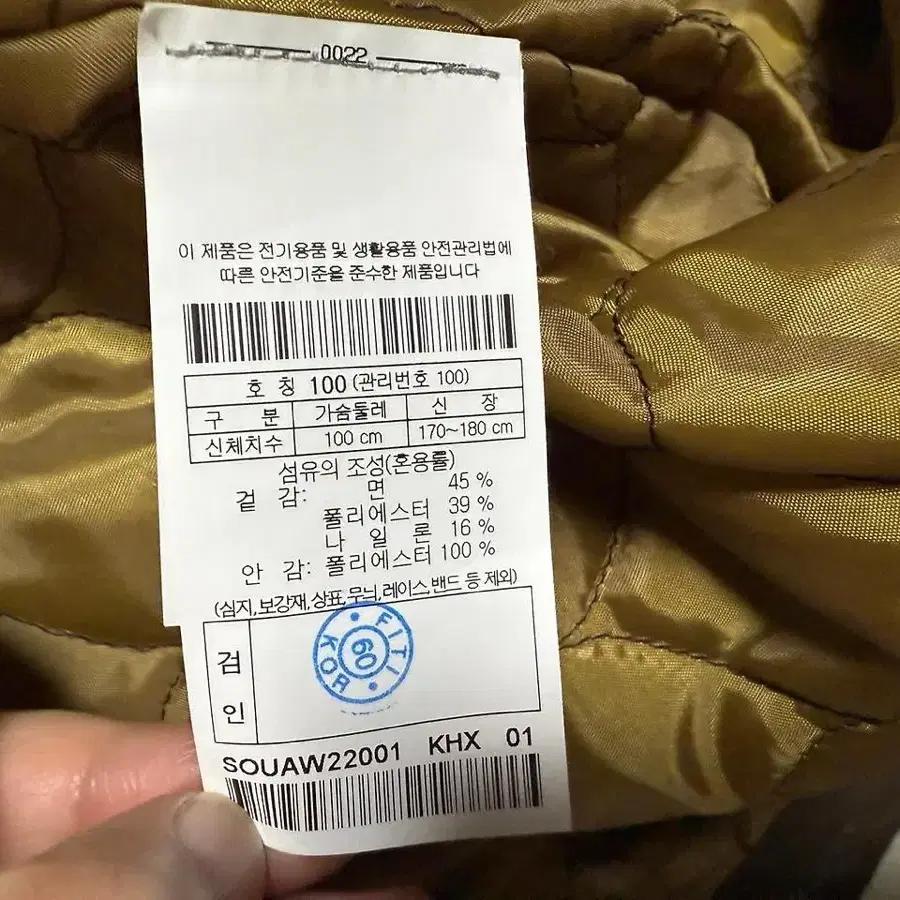 0022
이 제품은 전기용품 및 생활용품 안전관리법에
따른 안전기준을 준수한 제품입니다
호 칭 100 (관리번호 100)
구 분 가슴둘레 신 장
신체치수 100 cm 170~180 cm
섬유의 조성(혼용률)
겉 감: 면 45 %
폴리에스터 39 %
나 일 론 16 %
안 감: 폴리에스터 100 %
(심지,보강재,상표,무늬,레이스,밴드 등 제외)
검
인
FITI
60
KOR
SOUAW22001 KHX 01